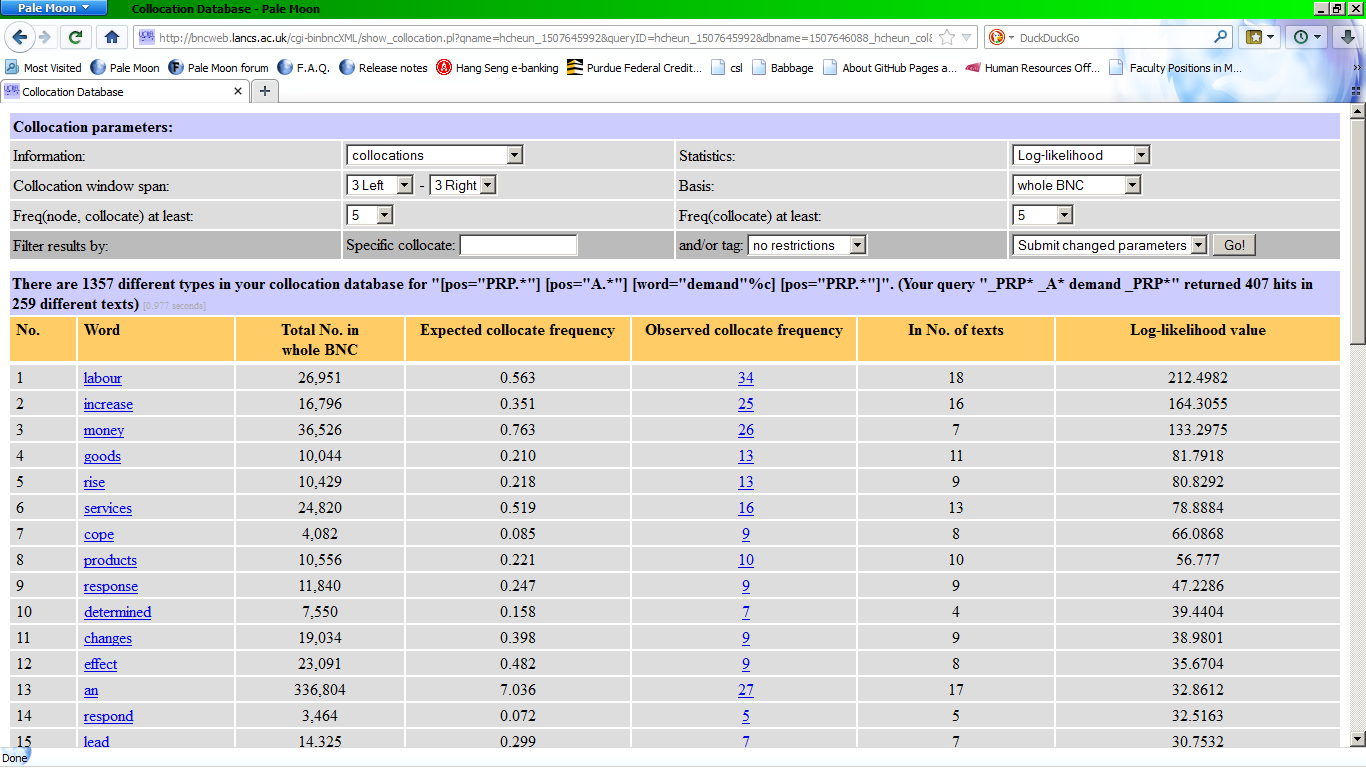 Pale Moon Collocation Database - Pale Moon
http://bncweb.lancs.ac.uk/cgi-binbncXML/show_collocation.pl?qname=hcheun_1507645992&queryID=hcheun_1507645992&dbname=1507646088_hcheun_col& DuckDuckGo
Most Visited Pale Moon Pale Moon forum F.A.Q. Release notes Hang Seng e-banking Purdue Federal Credit... csl Babbage About GitHub Pages a... Human Resources Off... Faculty Positions in M... »
Collocation Database × +
Collocation parameters:
Information: collocations Statistics: Log-likelihood
Collocation window span: 3 Left - 3 Right Basis: whole BNC
Freq(node, collocate) at least: 5 Freq(collocate) at least: 5
Filter results by: Specific collocate: and/or tag: no restrictions Submit changed parameters Go!
There are 1357 different types in your collocation database for "[pos="PRP.*"] [pos="A.*"] [word="demand"%c] [pos="PRP.*"]". (Your query "_PRP* _A* demand _PRP*" returned 407 hits in
259 different texts) [0.977 seconds]
No. Word Total No. in Expected collocate frequency Observed collocate frequency In No. of texts Log-likelihood value
whole BNC
1 labour 26,951 0.563 34 18 212.4982
2 increase 16,796 0.351 25 16 164.3055
3 money 36,526 0.763 26 7 133.2975
4 goods 10,044 0.210 13 11 81.7918
5 rise 10,429 0.218 13 9 80.8292
6 services 24,820 0.519 16 13 78.8884
7 cope 4,082 0.085 9 8 66.0868
8 products 10,556 0.221 10 10 56.777
9 response 11,840 0.247 9 9 47.2286
10 determined 7,550 0.158 7 4 39.4404
11 changes 19,034 0.398 9 9 38.9801
12 effect 23,091 0.482 9 8 35.6704
13 an 336,804 7.036 27 17 32.8612
14 respond 3,464 0.072 5 5 32.5163
15 lead 14,325 0.299 7 7 30.7532
Done